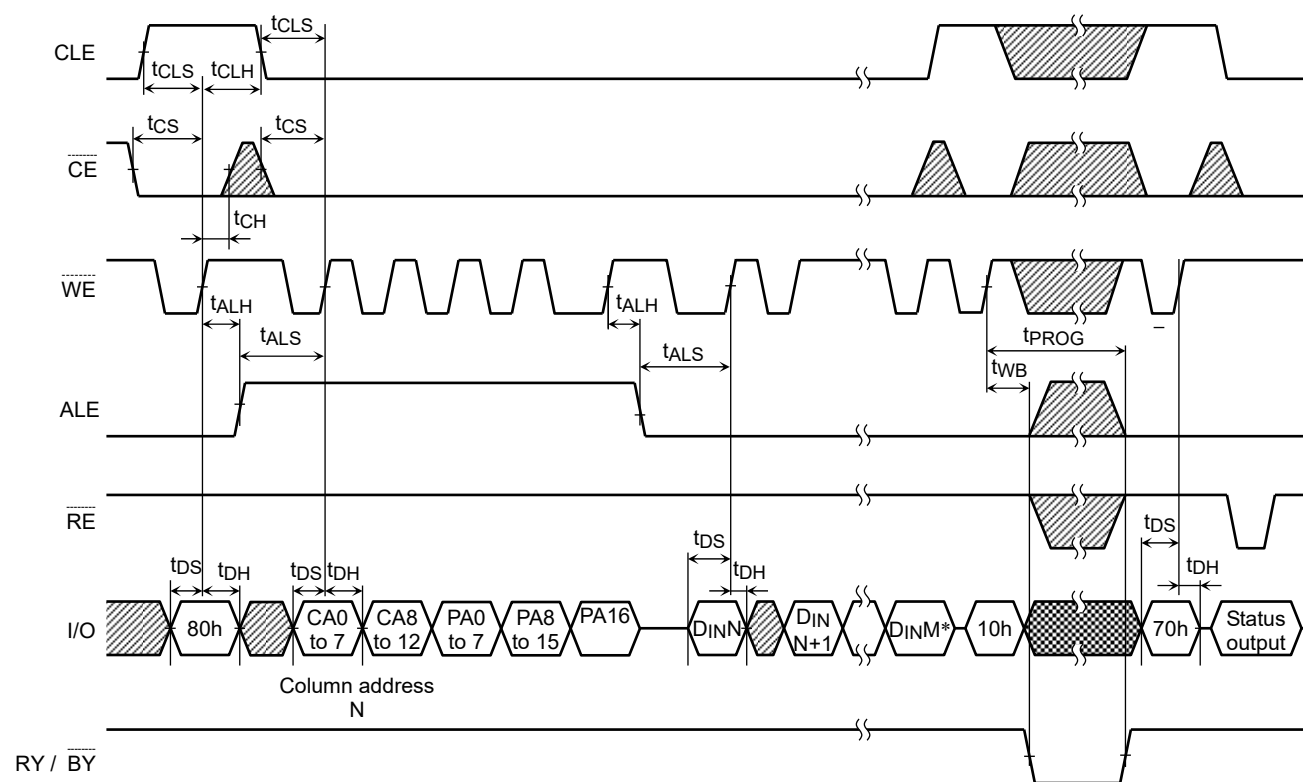 tCLS
CLE
tCLS tCLH
tCS tCS
CE
tCH
WE
tALH tALH
tALS tALS tPROG
tWB
ALE
RE
tDS tDH tDS tDH tDS tDH tDS tDH
I/O 80h CA0 to 7 CA8 to 12 PA0 to 7 PA8 to 15 PA16 DINN DIN N+1 DINM* 10h 70h Status output
Column address
N
RY / BY